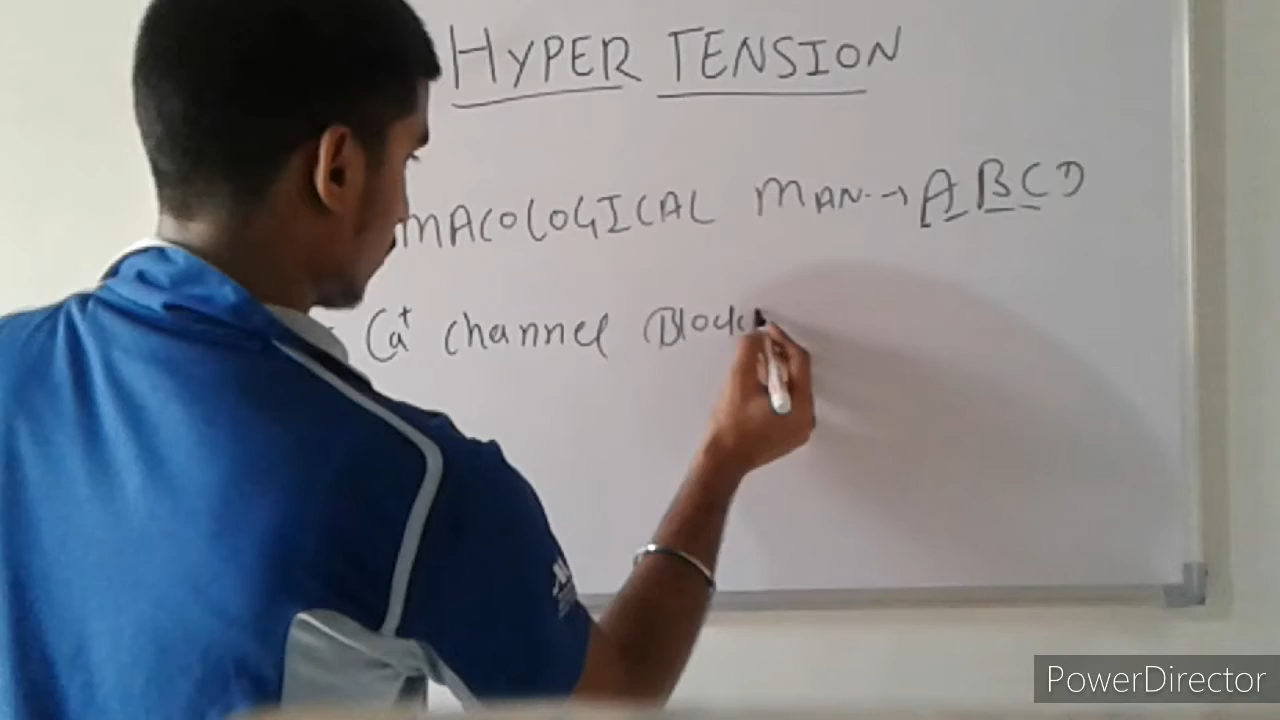 HYPER TENSION
MACOLOGICAL MAN. → ABCD
Ca+ channel Block
PowerDirector